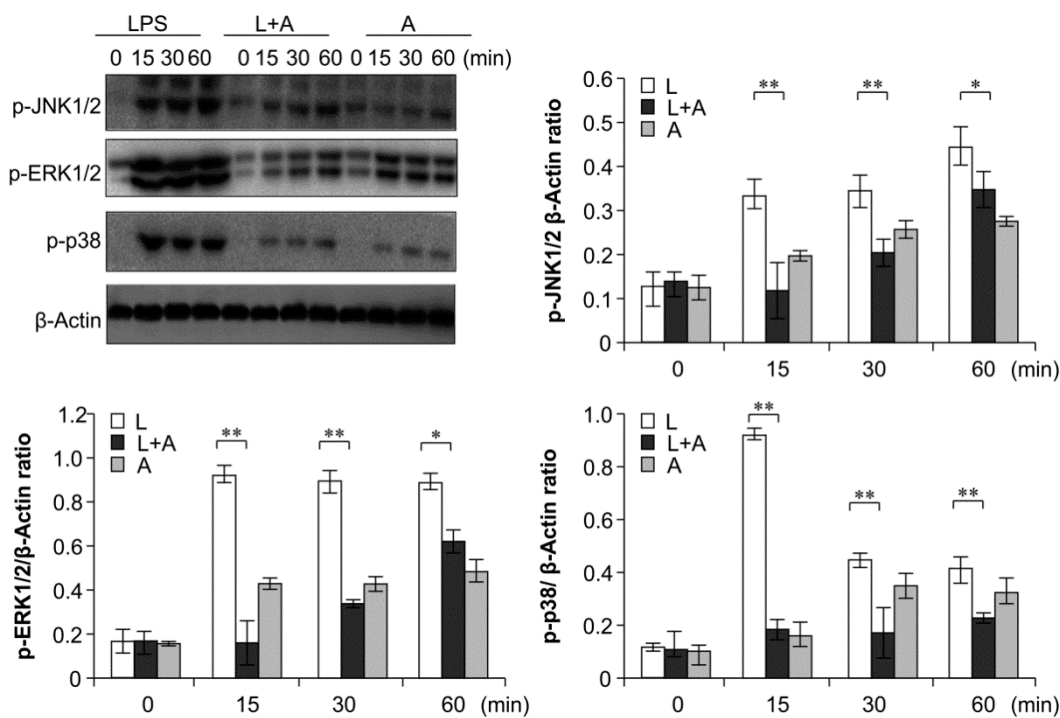 LPS L+A A
0 15 30 60 0 15 30 60 0 15 30 60 (min)
p-JNK1/2
p-ERK1/2
p-p38
β-Actin
p-JNK1/2 β-Actin ratio
0.6
0.5
0.4
0.3
0.2
0.1
0
L
L+A
A
** ** *
0 15 30 60 (min)
p-ERK1/2/β-Actin ratio
1.2
1.0
0.8
0.6
0.4
0.2
0.0
L
L+A
A
** ** *
0 15 30 60 (min)
p-p38/ β-Actin ratio
1.0
0.8
0.6
0.4
0.2
0.0
L
L+A
A
** ** **
0 15 30 60 (min)